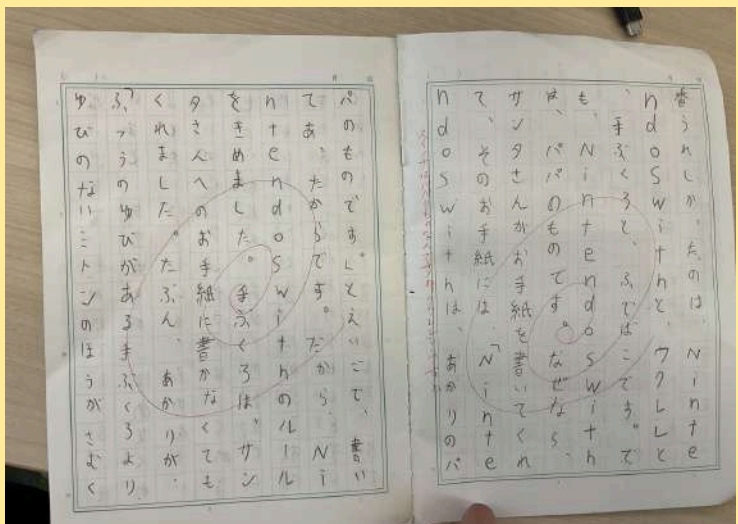 番うれしかったのは、Ninte
ndoSwithと、ウクレレと
、手ぶくろと、ふでばこです。で
も、NintendoSwith
は、パパのものです。なぜなら、
サンタさんがお手紙を書いてくれ
て、そのお手紙には、「Ninte
ndoSwithは、あかりのパ
パのものです。」とえいごで、書い
てあったからです。だから、Ni
ntendoSwithのルール
をきめました。手ぶくろは、サン
タさんへのお手紙に書かなくても
くれました。たぶん、あかりが、
ふつうのゆびがある手ぶくろより
ゆびのないミトンのほうがさむく